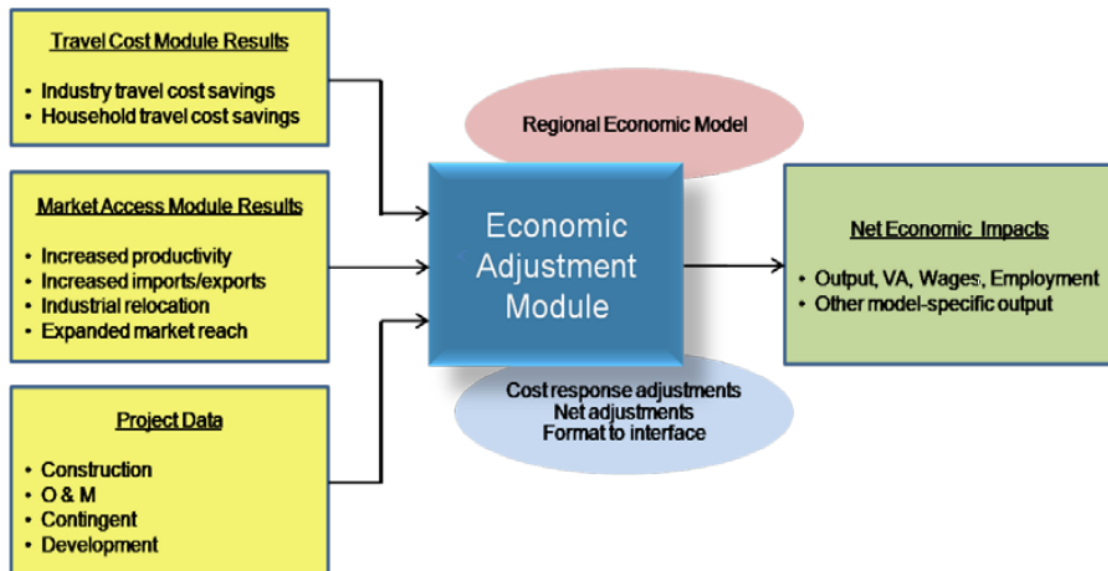 Travel Cost Module Results
• Industry travel cost savings
• Household travel cost savings
Market Access Module Results
• Increased productivity
• Increased imports/exports
• Industrial relocation
• Expanded market reach
Project Data
• Construction
• O & M
• Contingent
• Development
Regional Economic Model
Economic
Adjustment
Module
Cost response adjustments
Net adjustments
Format to interface
Net Economic Impacts
• Output, VA, Wages, Employment
• Other model-specific output